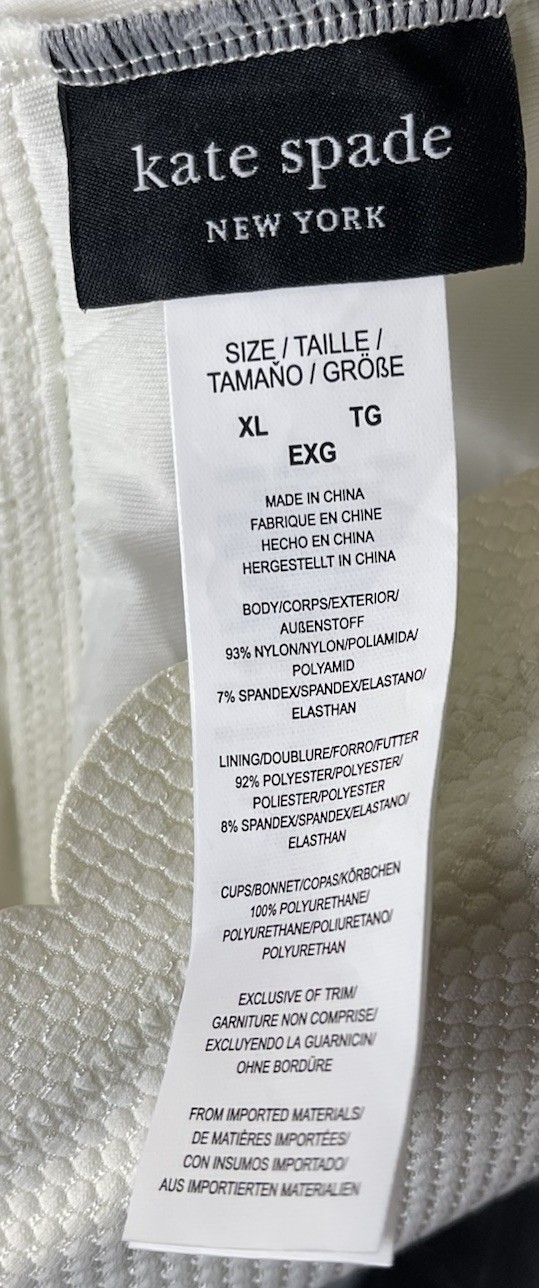 kate spade
NEW YORK
SIZE / TAILLE /
TAMAÑO / GRÖßE
XL TG
EXG
MADE IN CHINA
FABRIQUE EN CHINE
HECHO EN CHINA
HERGESTELLT IN CHINA
BODY/CORPS/EXTERIOR/
AUßENSTOFF
93% NYLON/NYLON/POLIAMIDA/
POLYAMID
7% SPANDEX/SPANDEX/ELASTANO/
ELASTHAN
LINING/DOUBLURE/FORRO/FUTTER
92% POLYESTER/POLYESTER/
POLIESTER/POLYESTER
8% SPANDEX/SPANDEX/ELASTANO/
ELASTHAN
CUPS/BONNET/COPAS/KÖRBCHEN
100% POLYURETHANE/
POLYURETHANE/POLIURETANO/
POLYURETHAN
EXCLUSIVE OF TRIM/
GARNITURE NON COMPRISE/
EXCLUYENDO LA GUARNICIN/
OHNE BORDÜRE
FROM IMPORTED MATERIALS/
DE MATIÈRES IMPORTÉES/
CON INSUMOS IMPORTADO/
AUS IMPORTIERTEN MATERIALIEN